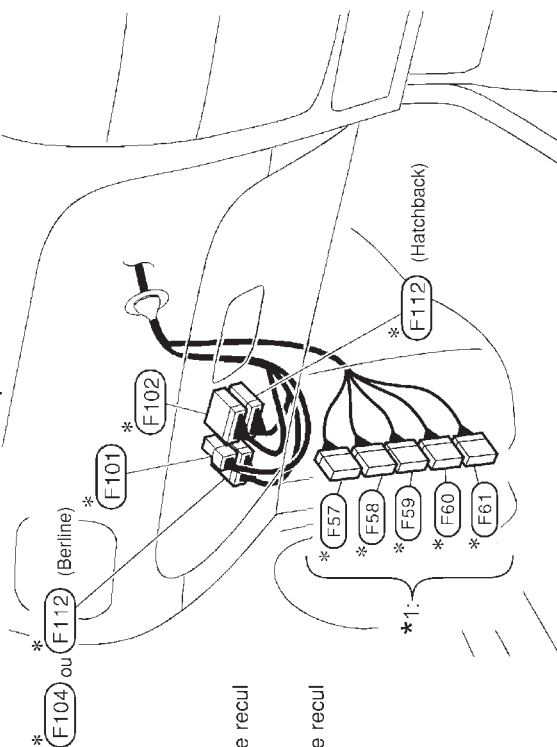 * F104 ou * F112 (Berline)
* F101
* F102
* F112 (Hatchback)
* F57
* F58
* F59
* F60
* F61
*1:
e recul
e recul